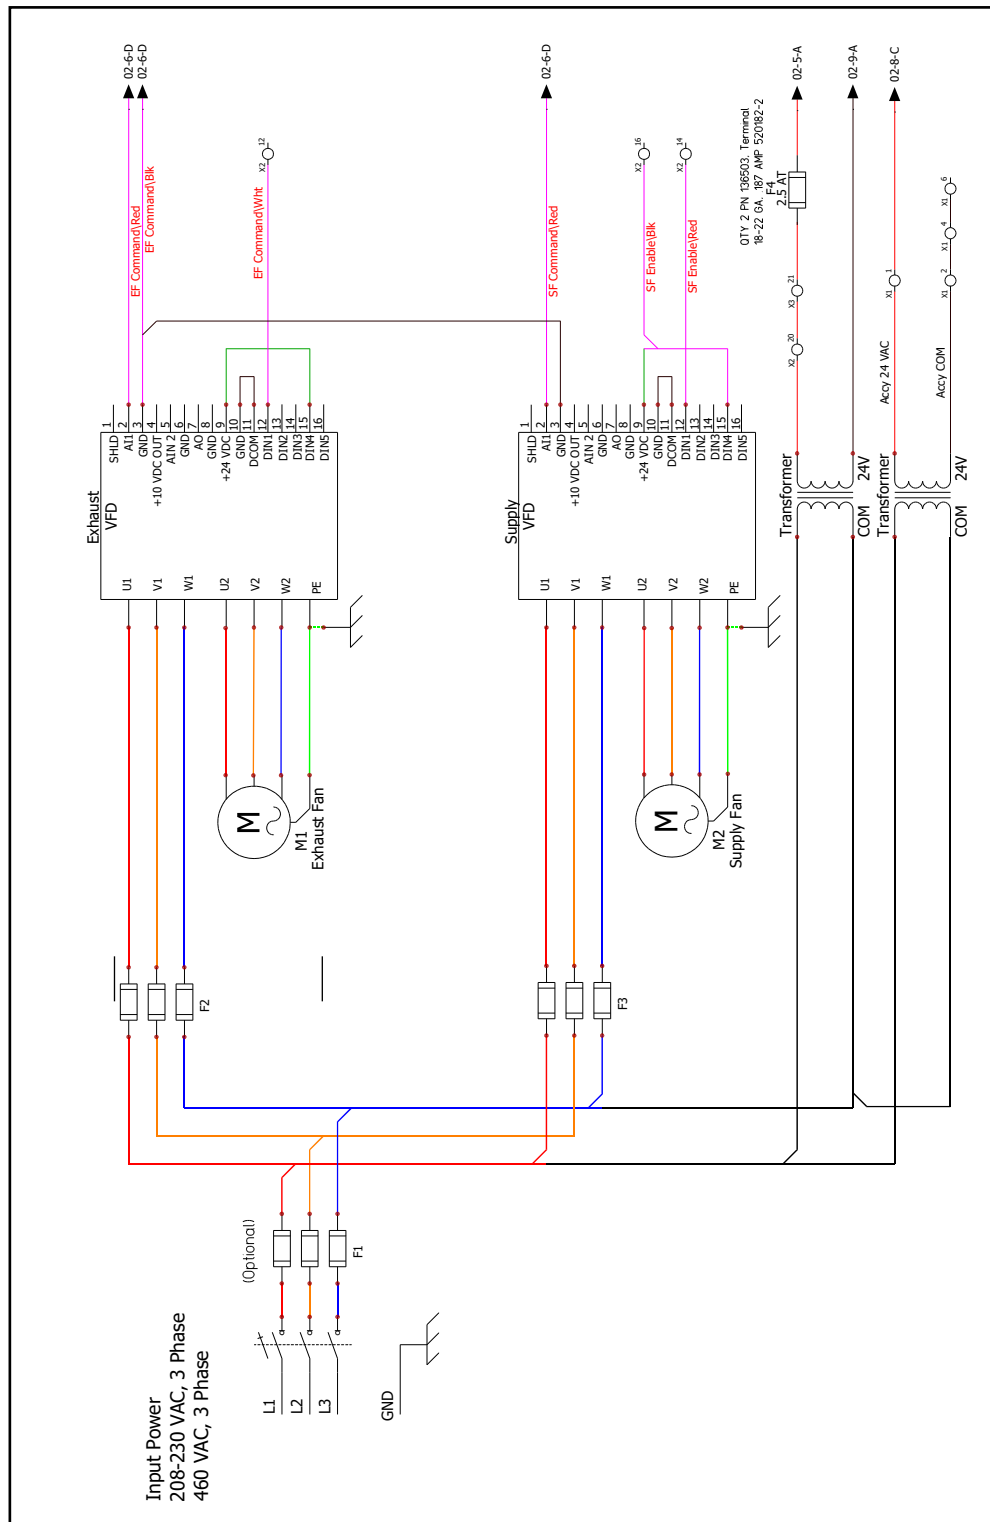 02-6-D
02-6-D
EF Command\Red
EF Command\Blk
EF Command\Wht
X2
12
Exhaust
VFD
1
SHLD
2
AI1
3
GND
4
+10 VDC OUT
5
AIN 2
6
GND
7
AO
8
GND
9
+24 VDC
10
GND
11
DCOM
12
DIN1
13
DIN2
14
DIN3
15
DIN4
16
DIN5
U1
V1
W1
U2
V2
W2
PE
M
M1
Exhaust Fan
F2
02-6-D
SF Command\Red
SF Enable\Blk
X2
16
SF Enable\Red
X2
14
Supply
VFD
1
SHLD
2
AI1
3
GND
4
+10 VDC OUT
5
AIN 2
6
GND
7
AO
8
GND
9
+24 VDC
10
GND
11
DCOM
12
DIN1
13
DIN2
14
DIN3
15
DIN4
16
DIN5
U1
V1
W1
U2
V2
W2
PE
M
M2
Supply Fan
F3
02-5-A
QTY 2 PN 136503, Terminal
18-22 GA, .187 AMP 520182-2
F4
2.5 AT
X3
21
X2
20
Transformer
24V
COM
02-9-A
02-8-C
X1
1
Accy 24 VAC
X1
6
X1
4
X1
2
Accy COM
Transformer
24V
COM
(Optional)
F1
L1
L2
L3
GND
Input Power
208-230 VAC, 3 Phase
460 VAC, 3 Phase